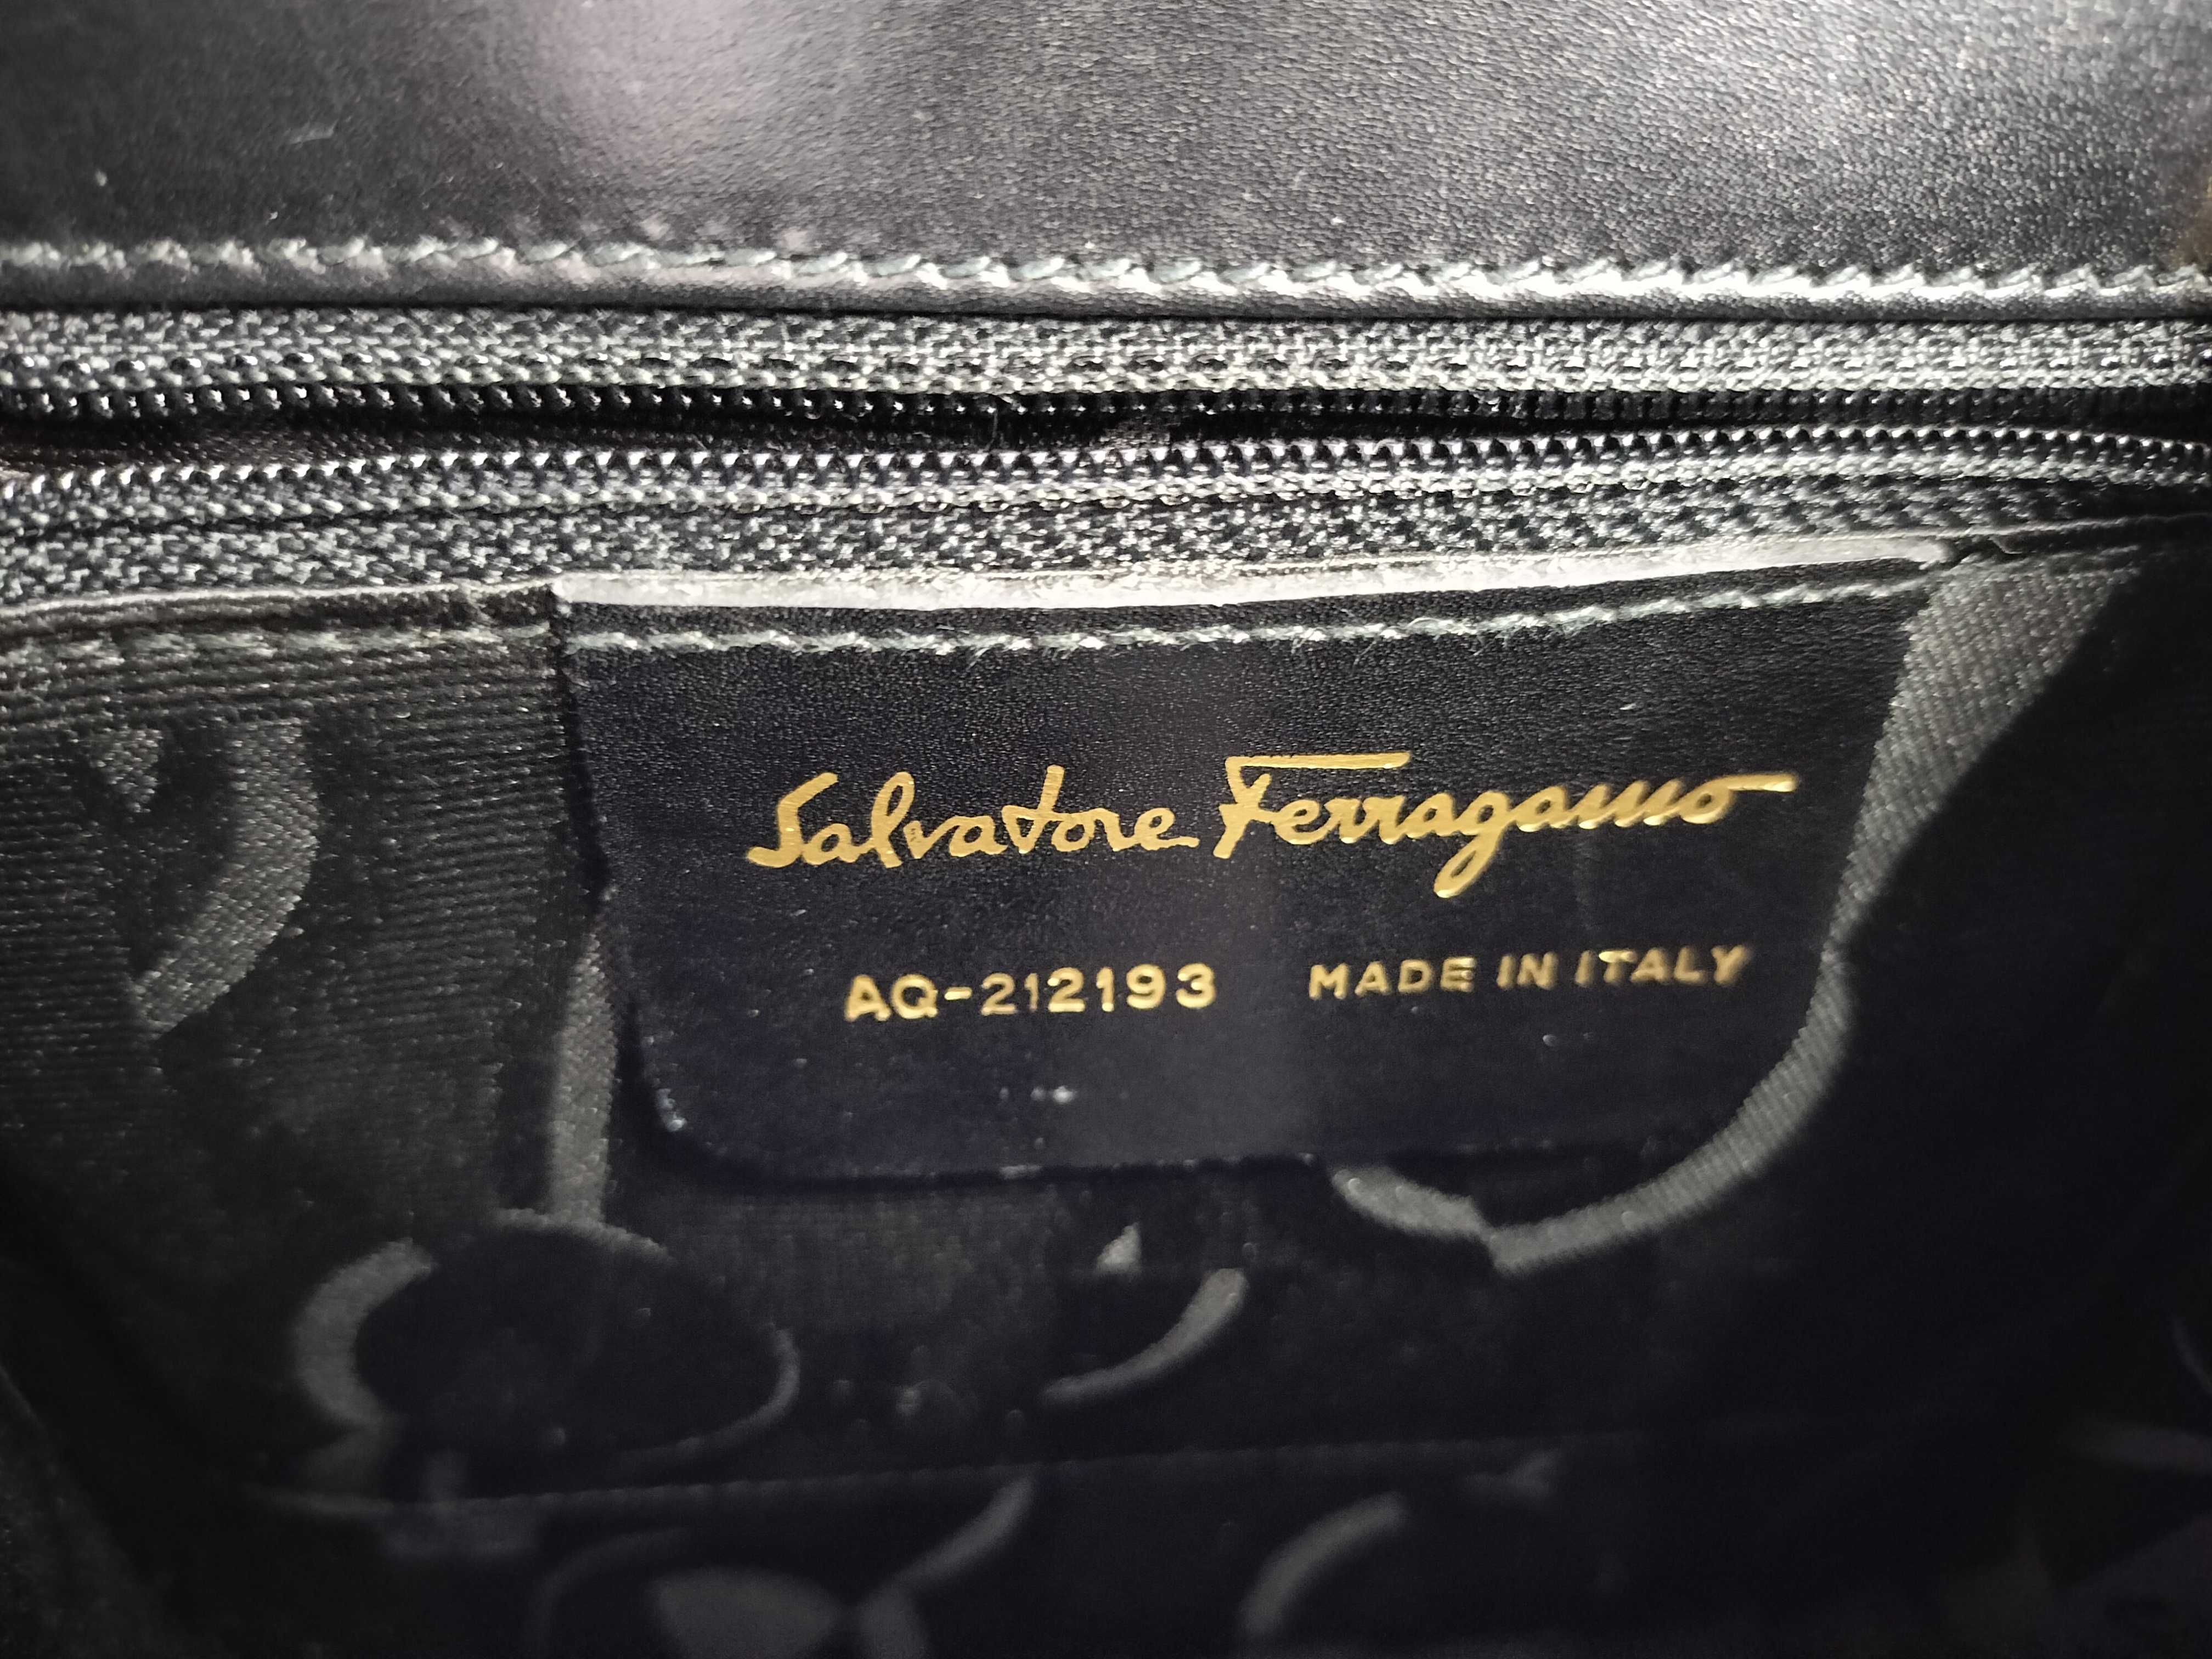 Salvatore Ferragamo
AQ-212193 MADE IN ITALY